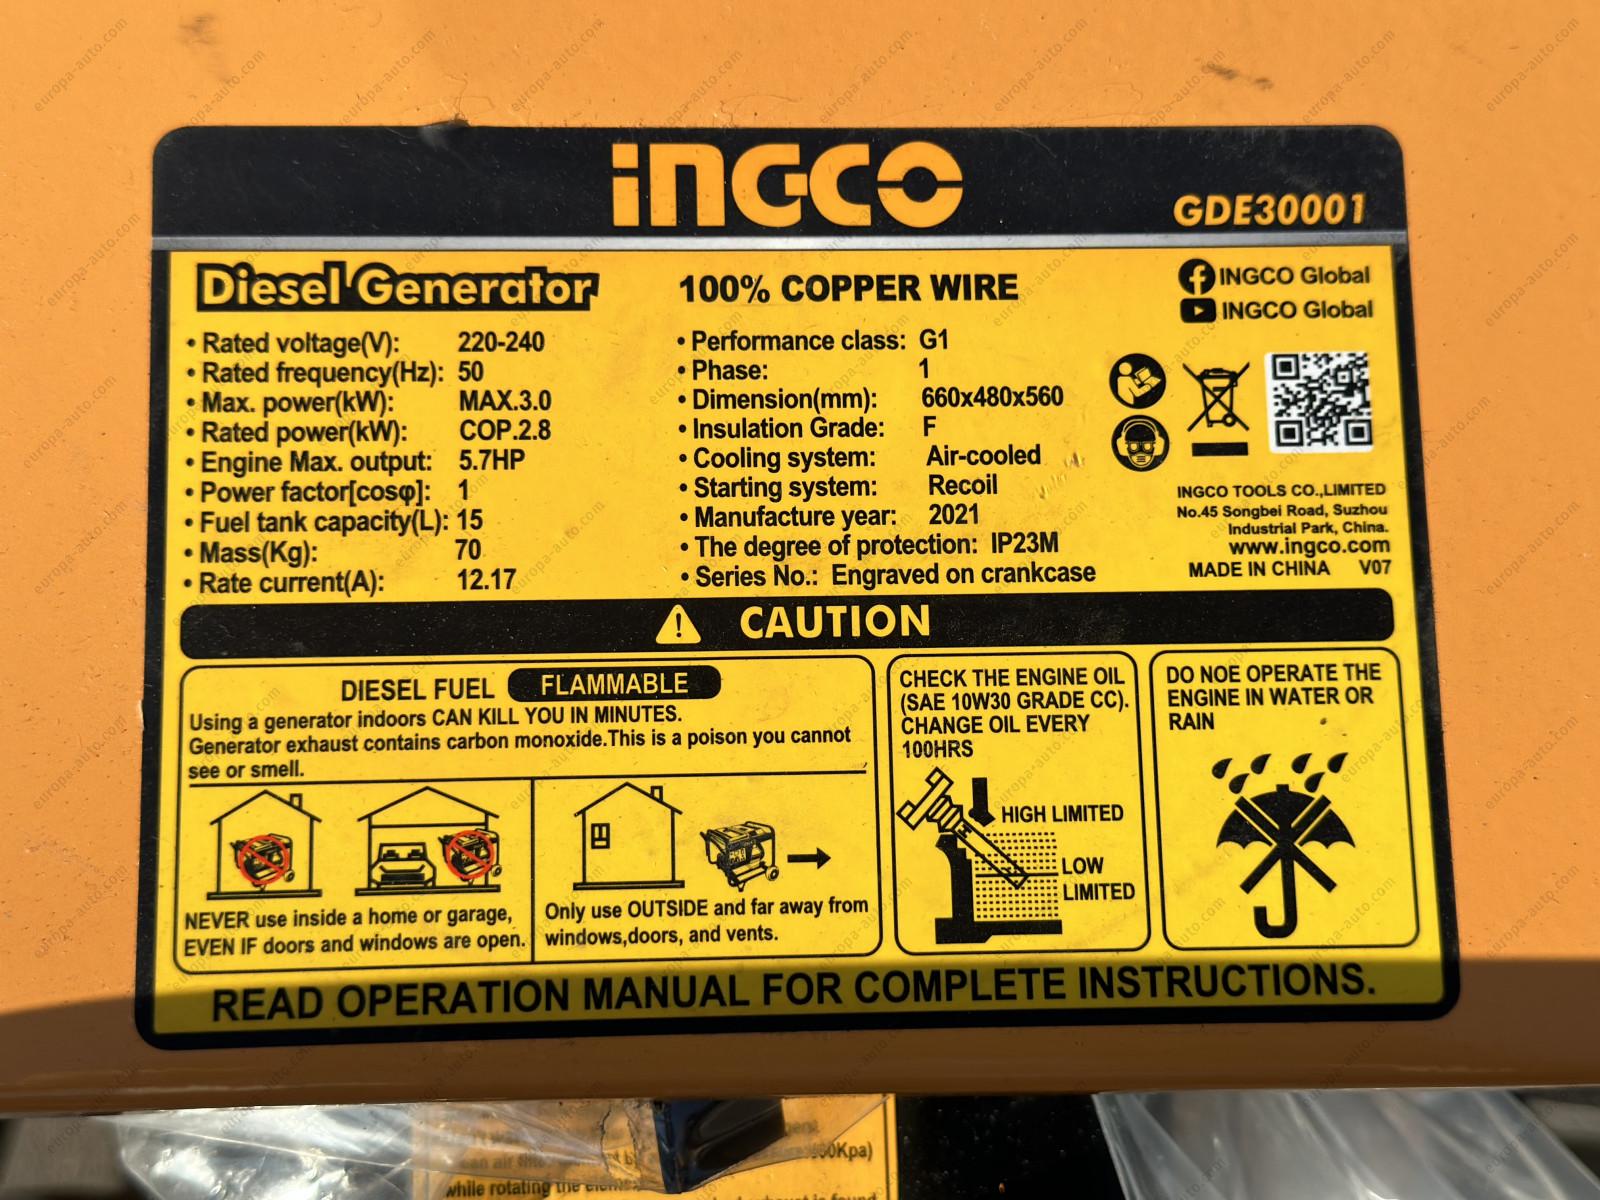 INGCO
GDE30001
Diesel Generator
100% COPPER WIRE
INGCO Global
INGCO Global
• Rated voltage(V): 220-240
• Rated frequency(Hz): 50
• Max. power(kW): MAX.3.0
• Rated power(kW): COP.2.8
• Engine Max. output: 5.7HP
• Power factor[cosφ]: 1
• Fuel tank capacity(L): 15
• Mass(Kg): 70
• Rate current(A): 12.17
• Performance class: G1
• Phase: 1
• Dimension(mm): 660x480x560
• Insulation Grade: F
• Cooling system: Air-cooled
• Starting system: Recoil
• Manufacture year: 2021
• The degree of protection: IP23M
• Series No.: Engraved on crankcase
INGCO TOOLS CO.,LIMITED
No.45 Songbei Road, Suzhou
Industrial Park, China.
www.ingco.com
MADE IN CHINA V07
CAUTION
DIESEL FUEL FLAMMABLE
Using a generator indoors CAN KILL YOU IN MINUTES.
Generator exhaust contains carbon monoxide.This is a poison you cannot
see or smell.
NEVER use inside a home or garage,
EVEN IF doors and windows are open.
Only use OUTSIDE and far away from
windows,doors, and vents.
CHECK THE ENGINE OIL
(SAE 10W30 GRADE CC).
CHANGE OIL EVERY
100HRS
HIGH LIMITED
LOW
LIMITED
DO NOE OPERATE THE
ENGINE IN WATER OR
RAIN
READ OPERATION MANUAL FOR COMPLETE INSTRUCTIONS.
while rotating the
europa-auto.com